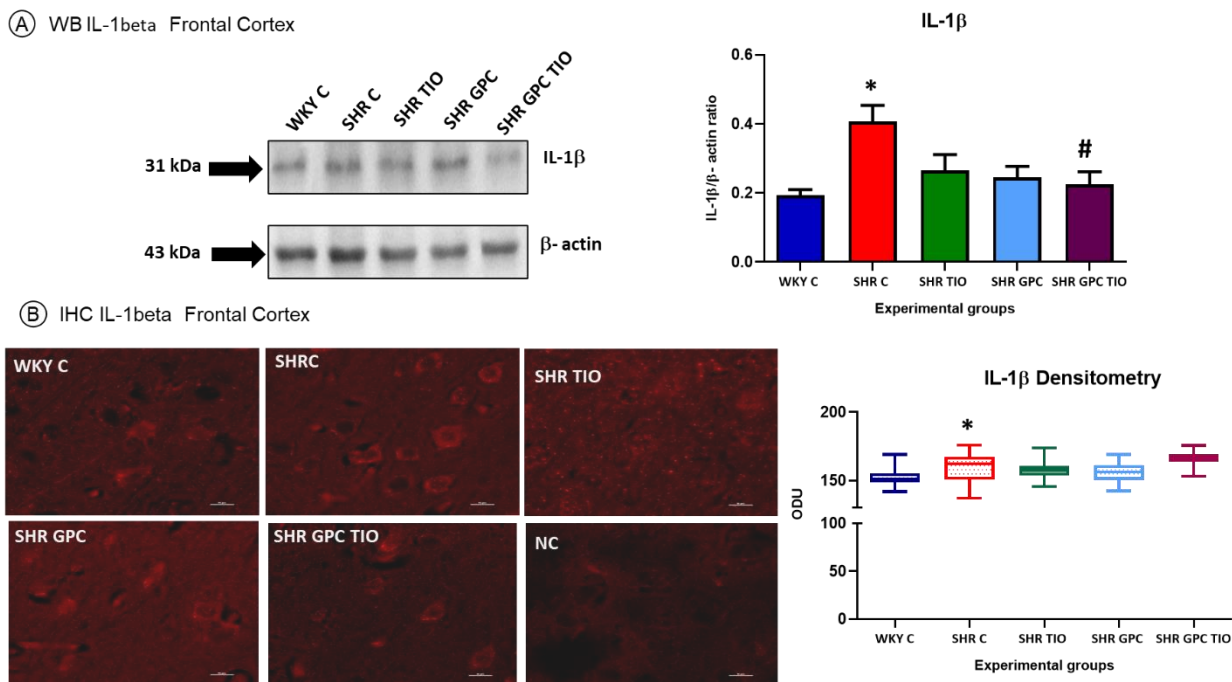 A WB IL-1beta Frontal Cortex
WKY C
SHR C
SHR TIO
SHR GPC
SHR GPC TIO
31 kDa
IL-1β
43 kDa
β- actin
IL-1β
IL-1β/β- actin ratio
0.6
0.4
0.2
0.0
*
#
WKY C SHR C SHR TIO SHR GPC SHR GPC TIO
Experimental groups
B IHC IL-1beta Frontal Cortex
WKY C
SHRC
SHR TIO
SHR GPC
SHR GPC TIO
NC
IL-1β Densitometry
ODU
200
150
100
50
0
*
WKY C SHR C SHR TIO SHR GPC SHR GPC TIO
Experimental groups